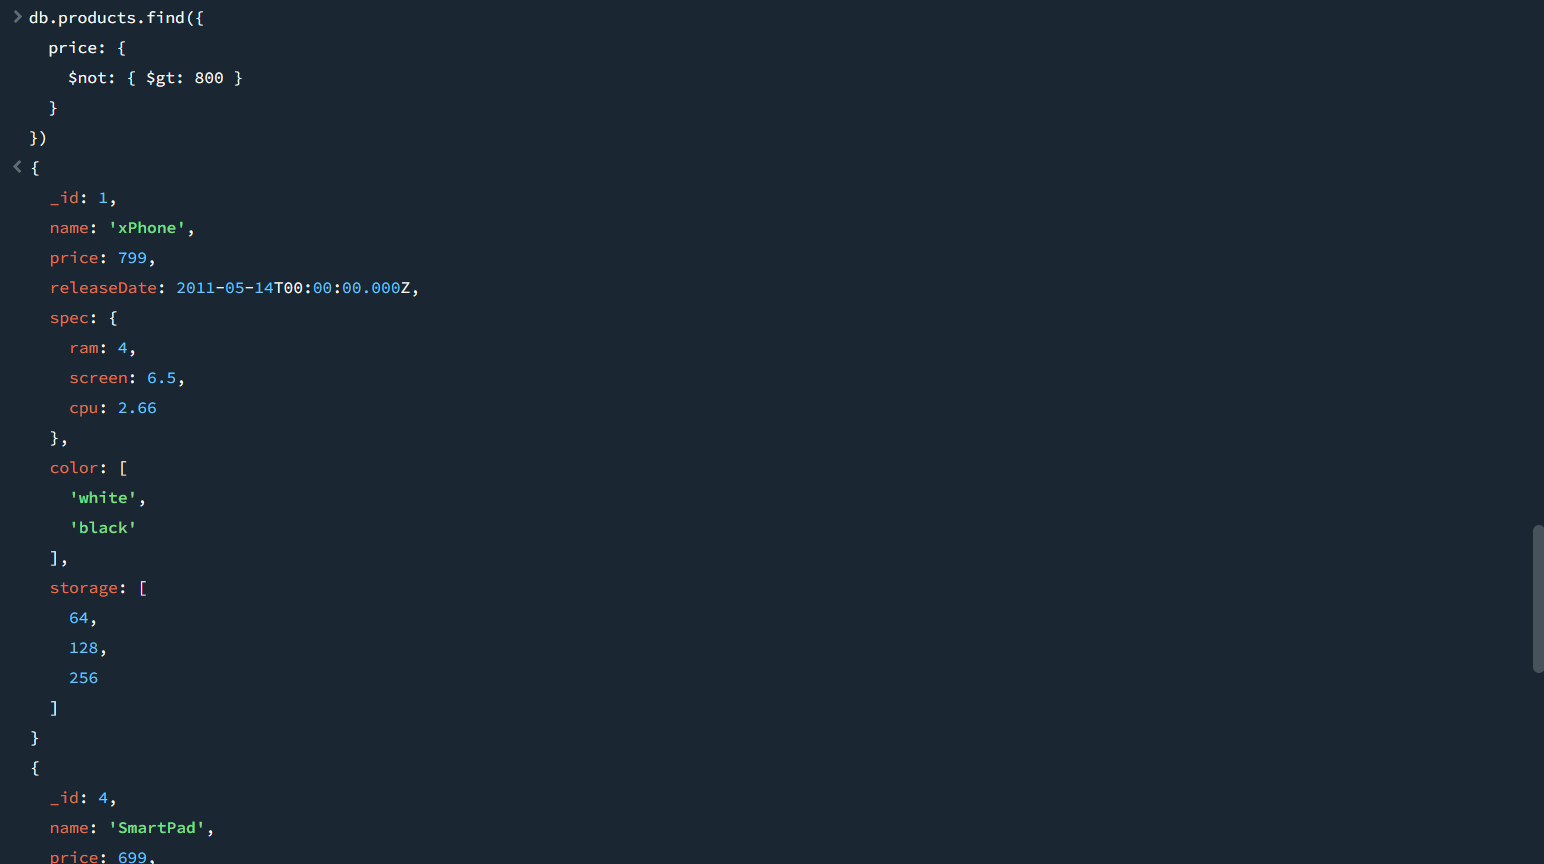 db.products.find({
price: {
$not: { $gt: 800 }
}
})
{
_id: 1,
name: 'xPhone',
price: 799,
releaseDate: 2011-05-14T00:00:00.000Z,
spec: {
ram: 4,
screen: 6.5,
cpu: 2.66
},
color: [
'white',
'black'
],
storage: [
64,
128,
256
]
}
{
_id: 4,
name: 'SmartPad',
price: 699,